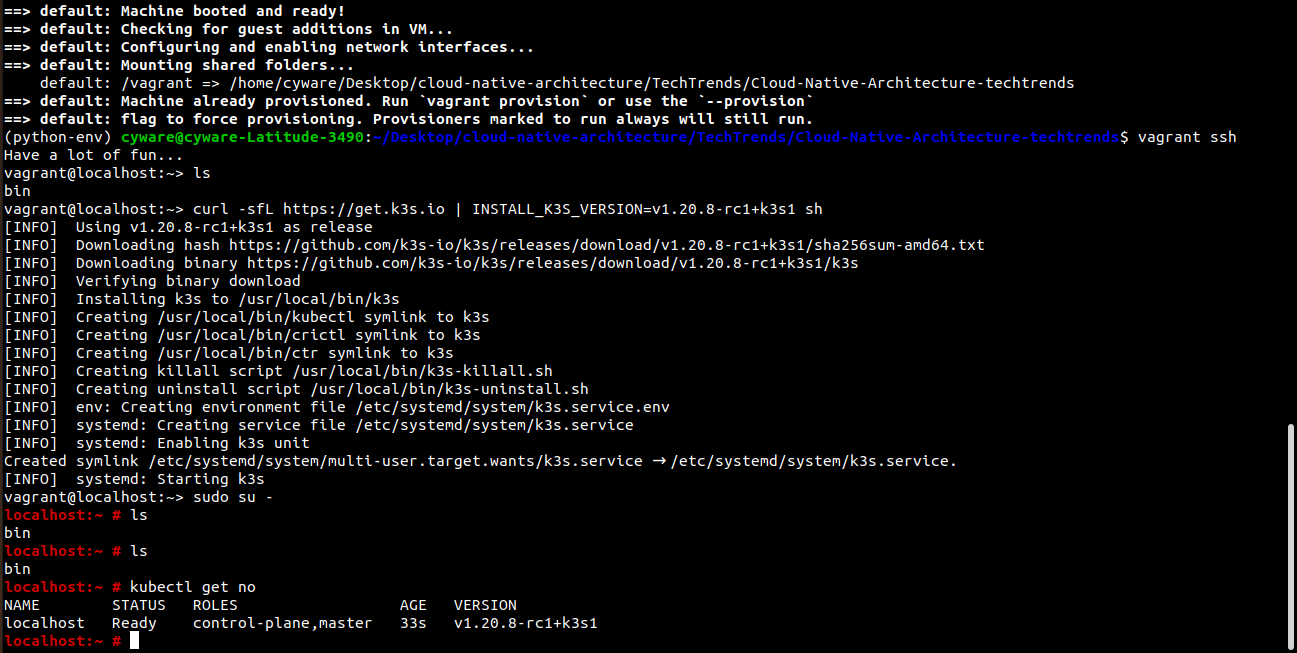 ==> default: Machine booted and ready!
==> default: Checking for guest additions in VM...
==> default: Configuring and enabling network interfaces...
==> default: Mounting shared folders...
    default: /vagrant => /home/cyware/Desktop/cloud-native-architecture/TechTrends/Cloud-Native-Architecture-techtrends
==> default: Machine already provisioned. Run `vagrant provision` or use the `--provision`
==> default: flag to force provisioning. Provisioners marked to run always will still run.
(python-env) cyware@cyware-Latitude-3490:~/Desktop/cloud-native-architecture/TechTrends/Cloud-Native-Architecture-techtrends$ vagrant ssh
Have a lot of fun...
vagrant@localhost:~> ls
bin
vagrant@localhost:~> curl -sfL https://get.k3s.io | INSTALL_K3S_VERSION=v1.20.8-rc1+k3s1 sh
[INFO]  Using v1.20.8-rc1+k3s1 as release
[INFO]  Downloading hash https://github.com/k3s-io/k3s/releases/download/v1.20.8-rc1+k3s1/sha256sum-amd64.txt
[INFO]  Downloading binary https://github.com/k3s-io/k3s/releases/download/v1.20.8-rc1+k3s1/k3s
[INFO]  Verifying binary download
[INFO]  Installing k3s to /usr/local/bin/k3s
[INFO]  Creating /usr/local/bin/kubectl symlink to k3s
[INFO]  Creating /usr/local/bin/crictl symlink to k3s
[INFO]  Creating /usr/local/bin/ctr symlink to k3s
[INFO]  Creating killall script /usr/local/bin/k3s-killall.sh
[INFO]  Creating uninstall script /usr/local/bin/k3s-uninstall.sh
[INFO]  env: Creating environment file /etc/systemd/system/k3s.service.env
[INFO]  systemd: Creating service file /etc/systemd/system/k3s.service
[INFO]  systemd: Enabling k3s unit
Created symlink /etc/systemd/system/multi-user.target.wants/k3s.service → /etc/systemd/system/k3s.service.
[INFO]  systemd: Starting k3s
vagrant@localhost:~> sudo su -
localhost:~ # ls
bin
localhost:~ # ls
bin
localhost:~ # kubectl get no
NAME        STATUS   ROLES                  AGE   VERSION
localhost   Ready    control-plane,master   33s   v1.20.8-rc1+k3s1
localhost:~ #